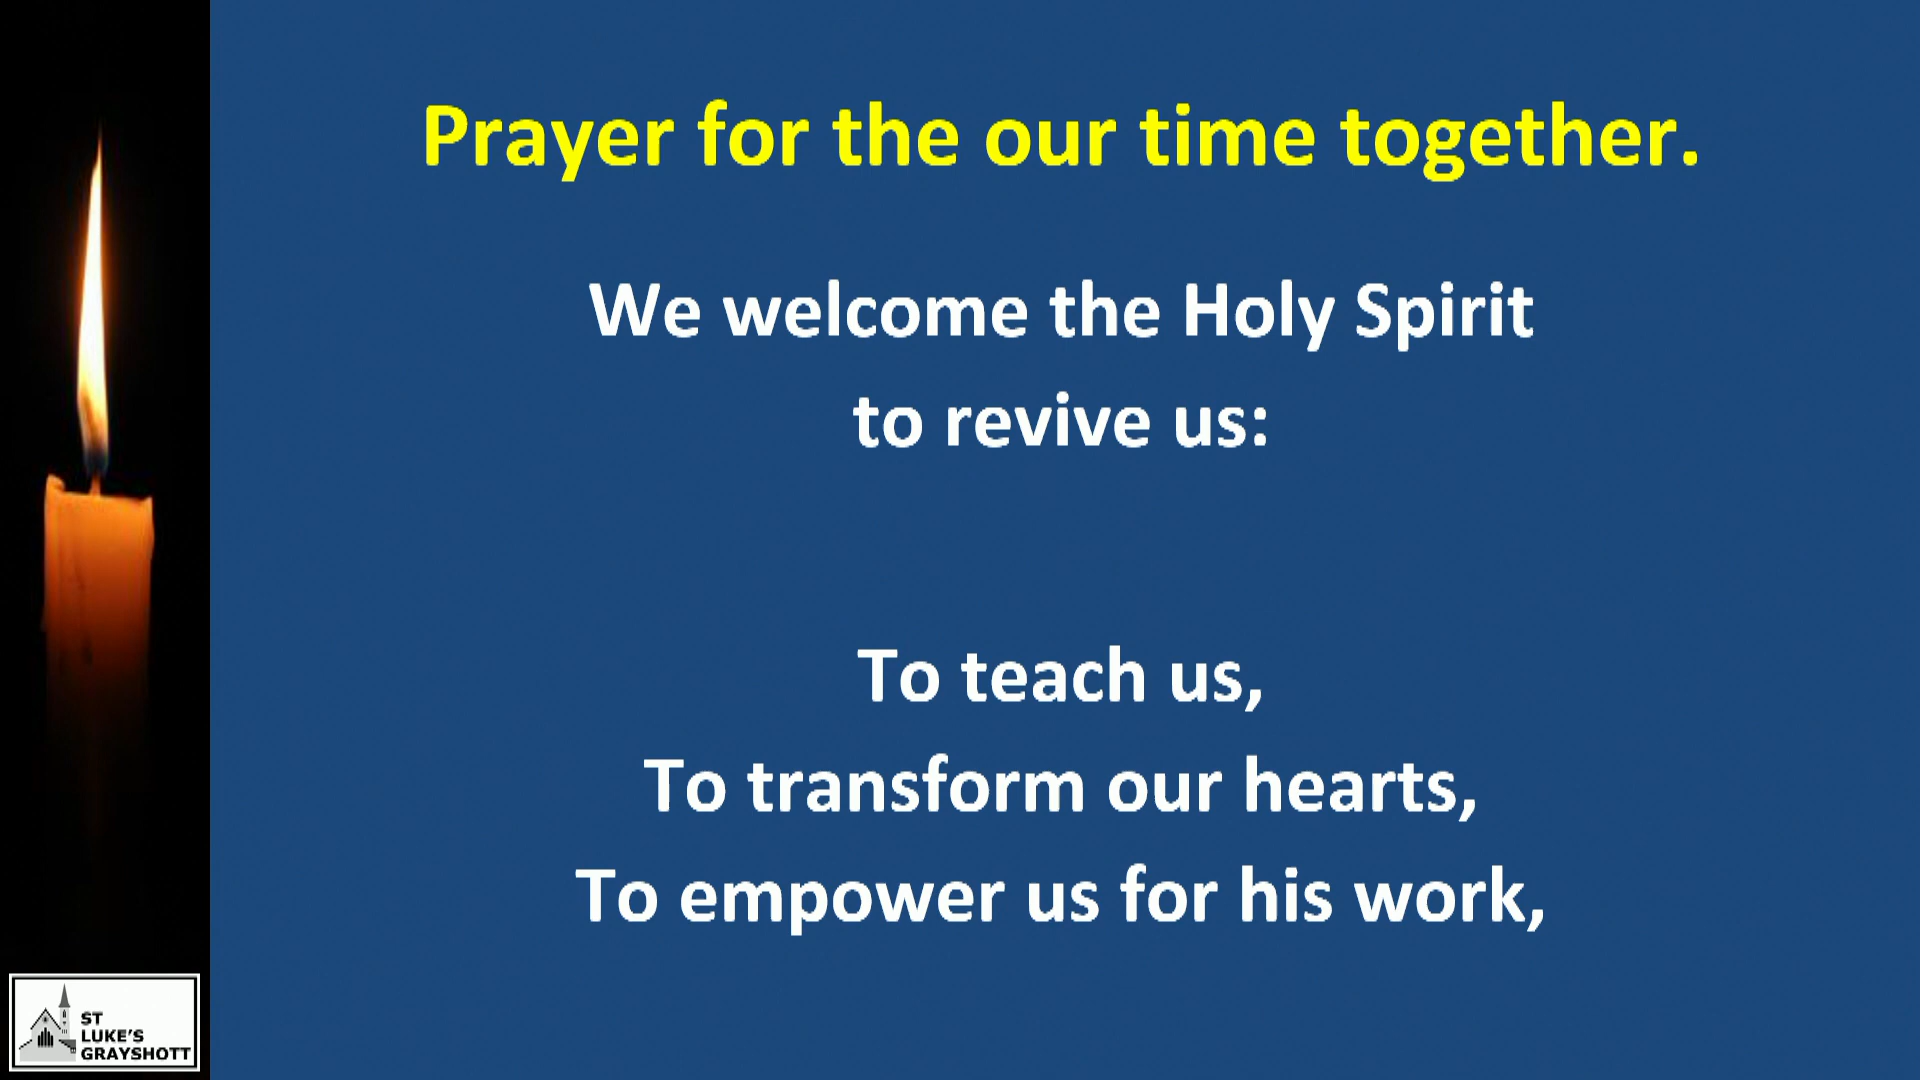 Prayer for the our time together.
We welcome the Holy Spirit
to revive us:
To teach us,
To transform our hearts,
To empower us for his work,
ST
LUKE'S
GRAYSHOTT